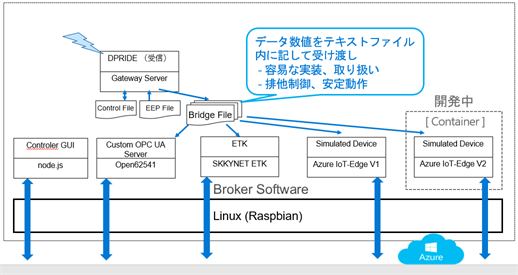 データ数値をテキストファイル
内に記して受け渡し
- 容易な実装、取り扱い
- 排他制御、安定動作
DPRIDE （受信）
Gateway Server
Control File
EEP File
Bridge File
開発中
[ Container ]
Controler GUI
node.js
Custom OPC UA
Server
Open62541
ETK
SKKYNET ETK
Simulated Device
Azure IoT-Edge V1
Simulated Device
Azure IoT-Edge V2
Broker Software
Linux (Raspbian)
Azure